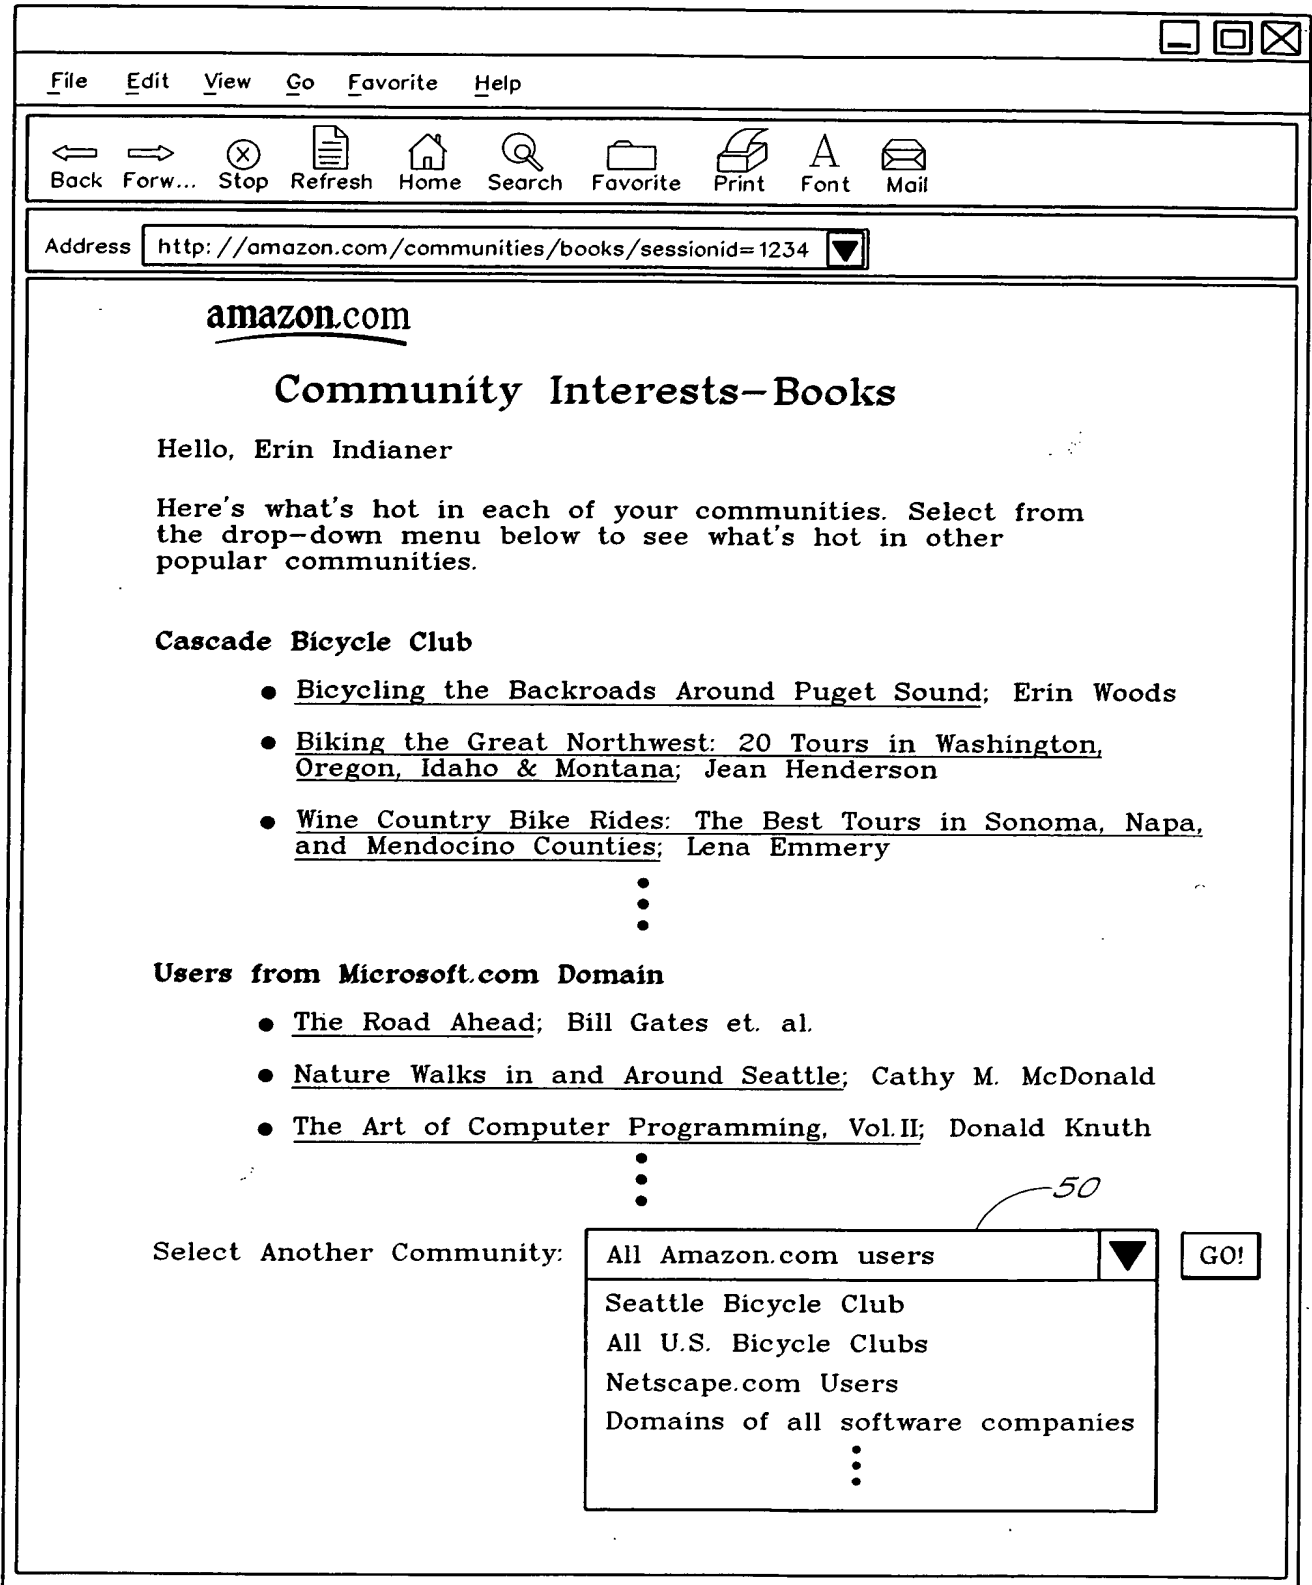 File Edit View Go Favorite Help
Back Forw... Stop Refresh Home Search Favorite Print Font Mail
Address http://amazon.com/communities/books/sessionid=1234
amazon.com
Community Interests-Books
Hello, Erin Indianer
Here's what's hot in each of your communities. Select from
the drop-down menu below to see what's hot in other
popular communities.
Cascade Bicycle Club
• Bicycling the Backroads Around Puget Sound; Erin Woods
• Biking the Great Northwest: 20 Tours in Washington,
Oregon, Idaho & Montana; Jean Henderson
• Wine Country Bike Rides: The Best Tours in Sonoma, Napa,
and Mendocino Counties; Lena Emmery
Users from Microsoft.com Domain
• The Road Ahead; Bill Gates et. al.
• Nature Walks in and Around Seattle; Cathy M. McDonald
• The Art of Computer Programming, Vol.II; Donald Knuth
50
Select Another Community: All Amazon.com users GO!
Seattle Bicycle Club
All U.S. Bicycle Clubs
Netscape.com Users
Domains of all software companies